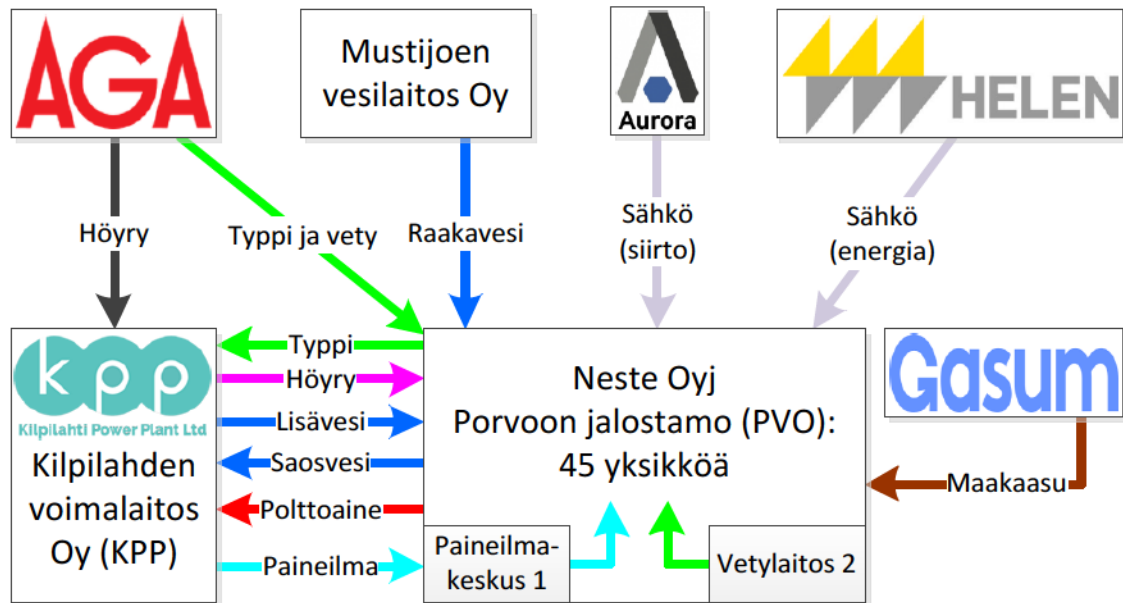 AGA
Mustijoen
vesilaitos Oy
Aurora
HELEN
Höyry
Typpi ja vety
Raakavesi
Sähkö
(siirto)
Sähkö
(energia)
kpp
Kilpilahti Power Plant Ltd
Kilpilahden
voimalaitos
Oy (KPP)
Typpi
Höyry
Lisävesi
Saosvesi
Polttoaine
Paineilma
Neste Oyj
Porvoon jalostamo (PVO):
45 yksikköä
Paineilma-
keskus 1
Vetylaitos 2
Gasum
Maakaasu